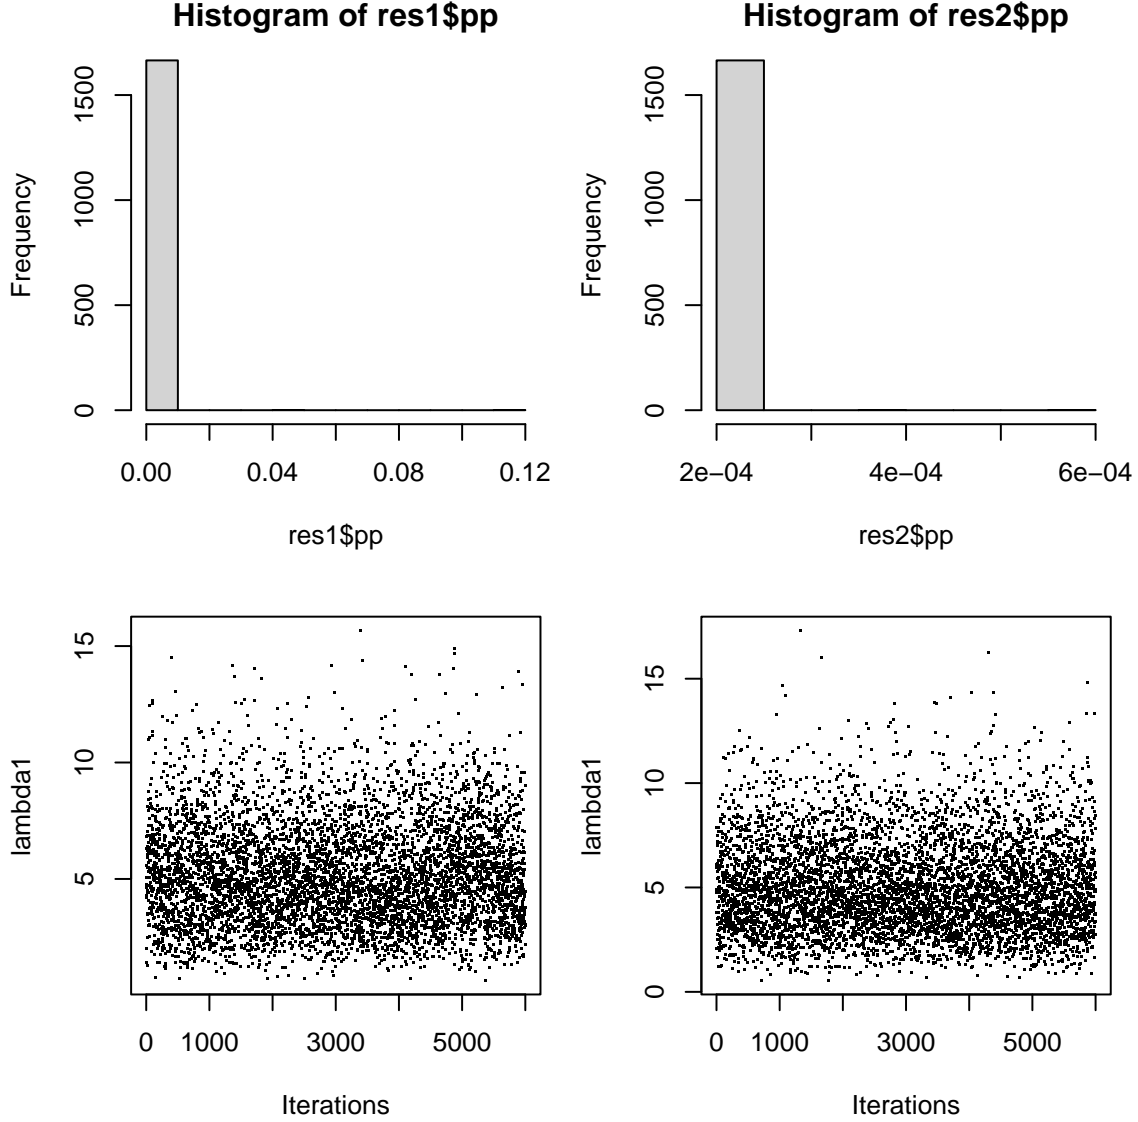 Histogram of res1$pp
Frequency
0
500
1000
1500
0.00 0.04 0.08 0.12
res1$pp
Histogram of res2$pp
Frequency
0
500
1000
1500
2e−04 4e−04 6e−04
res2$pp
lambda1
5
10
15
0 1000 3000 5000
Iterations
lambda1
0
5
10
15
0 1000 3000 5000
Iterations